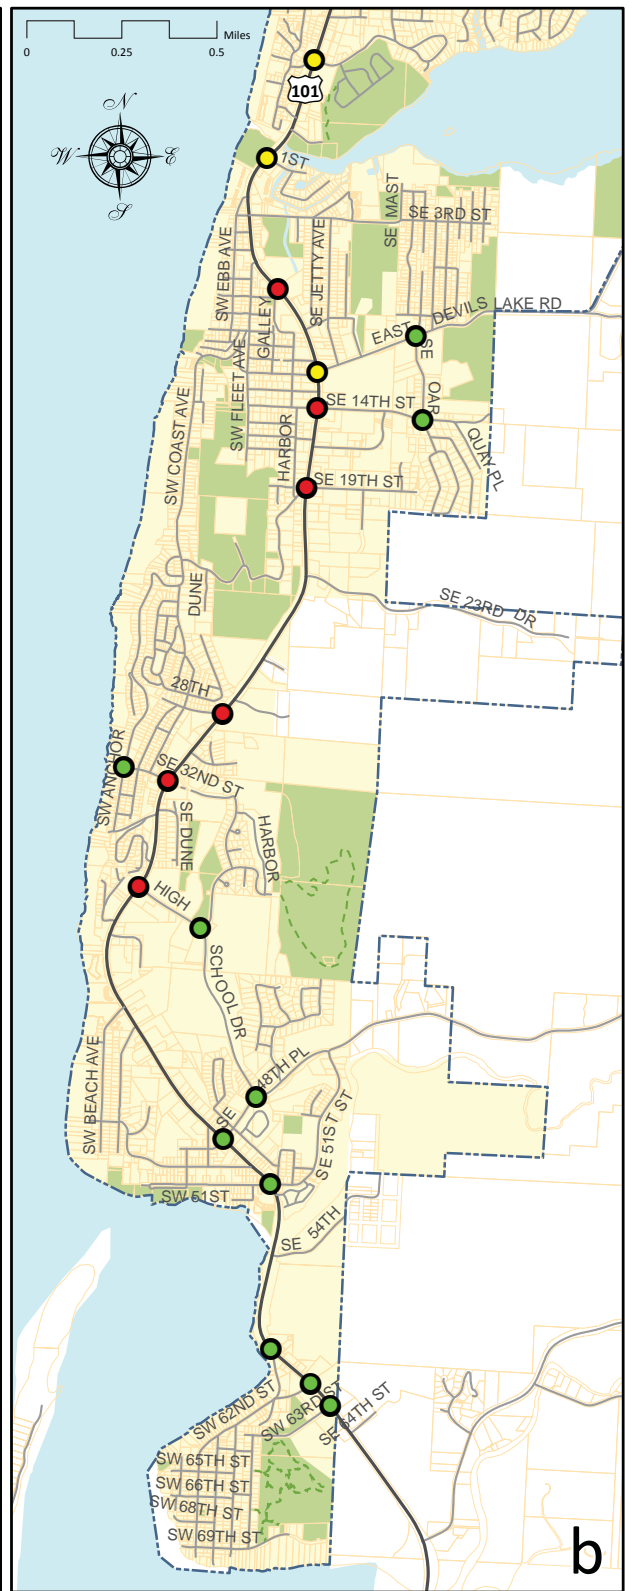 Miles
0 0.25 0.5
N
W E
S
101
1ST
SE MAST
SE 3RD ST
SW EBB AVE
SE JETTY AVE
GALLEY
EAST DEVILS LAKE RD
SE OAR
SW FLEET AVE
SE 14TH ST
SW COAST AVE
HARBOR
QUAY PL
SE 19TH ST
DUNE
SE 23RD DR
28TH
SW ANCHOR
SE 32ND ST
SE DUNE
HARBOR
HIGH SCHOOL DR
SW BEACH AVE
SE 48TH PL
SE 51ST ST
SW 51ST
SE 54TH
SW 62ND ST
SW 63RD ST
SE 64TH ST
SW 65TH ST
SW 66TH ST
SW 68TH ST
SW 69TH ST
b